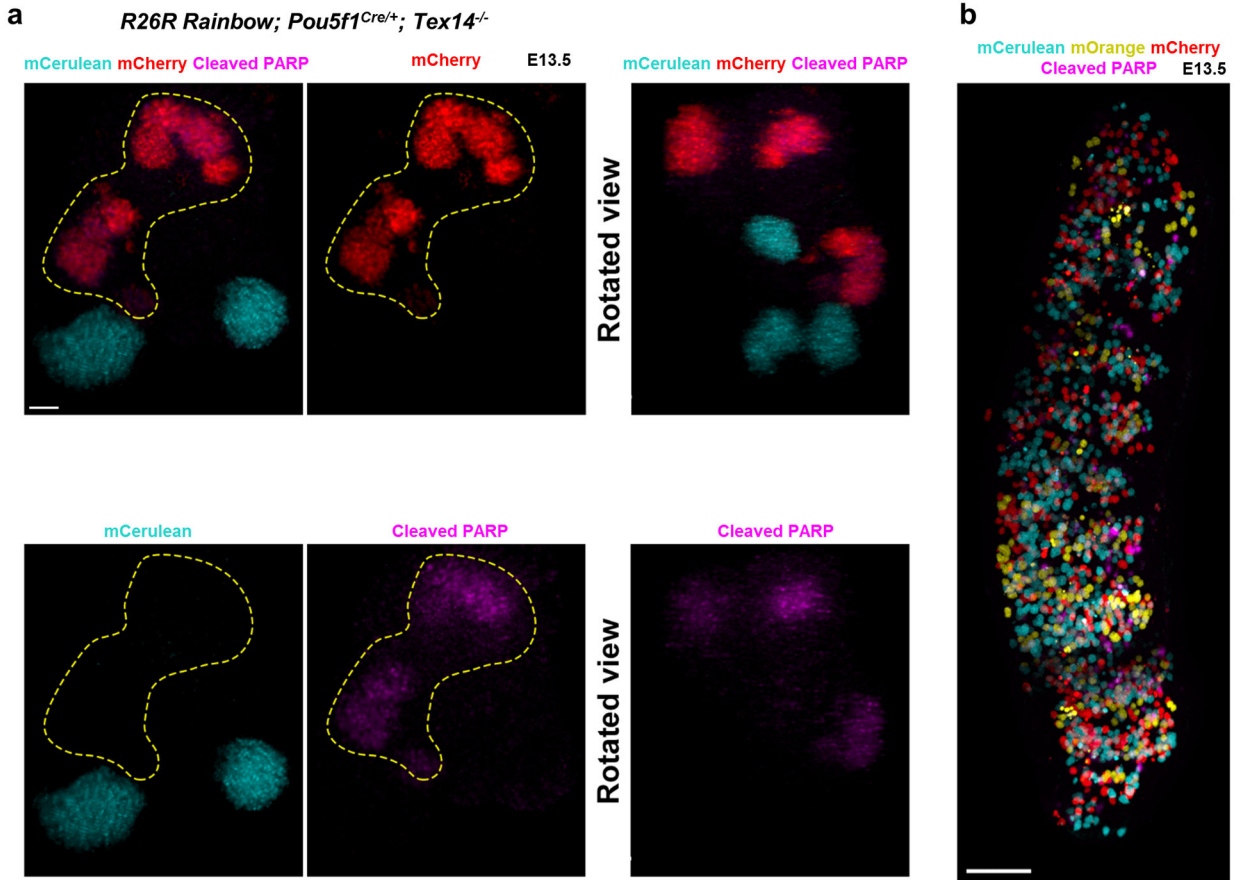 a
R26R Rainbow; Pou5f1Cre/+; Tex14-/-
mCerulean mCherry Cleaved PARP
mCherry
E13.5
Rotated view
mCerulean mCherry Cleaved PARP
mCerulean
Cleaved PARP
Rotated view
Cleaved PARP
b
mCerulean mOrange mCherry
Cleaved PARP E13.5